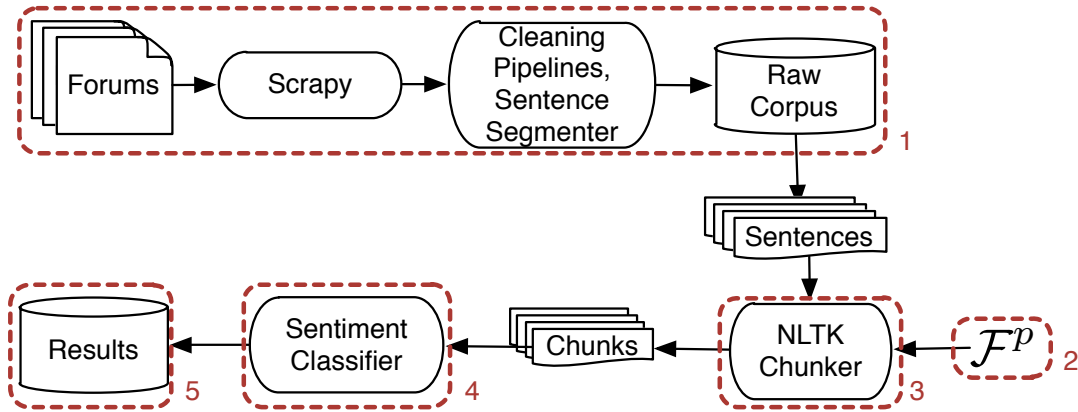 Forums
Scrapy
Cleaning
Pipelines,
Sentence
Segmenter
Raw
Corpus
1
Sentences
Results
5
Sentiment
Classifier
4
Chunks
NLTK
Chunker
3
ℱᵖ
2